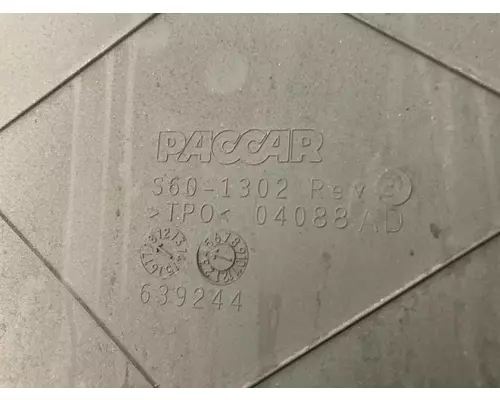 PACCAR
S60-1302 Rev
>TPO< 04088AD
639244